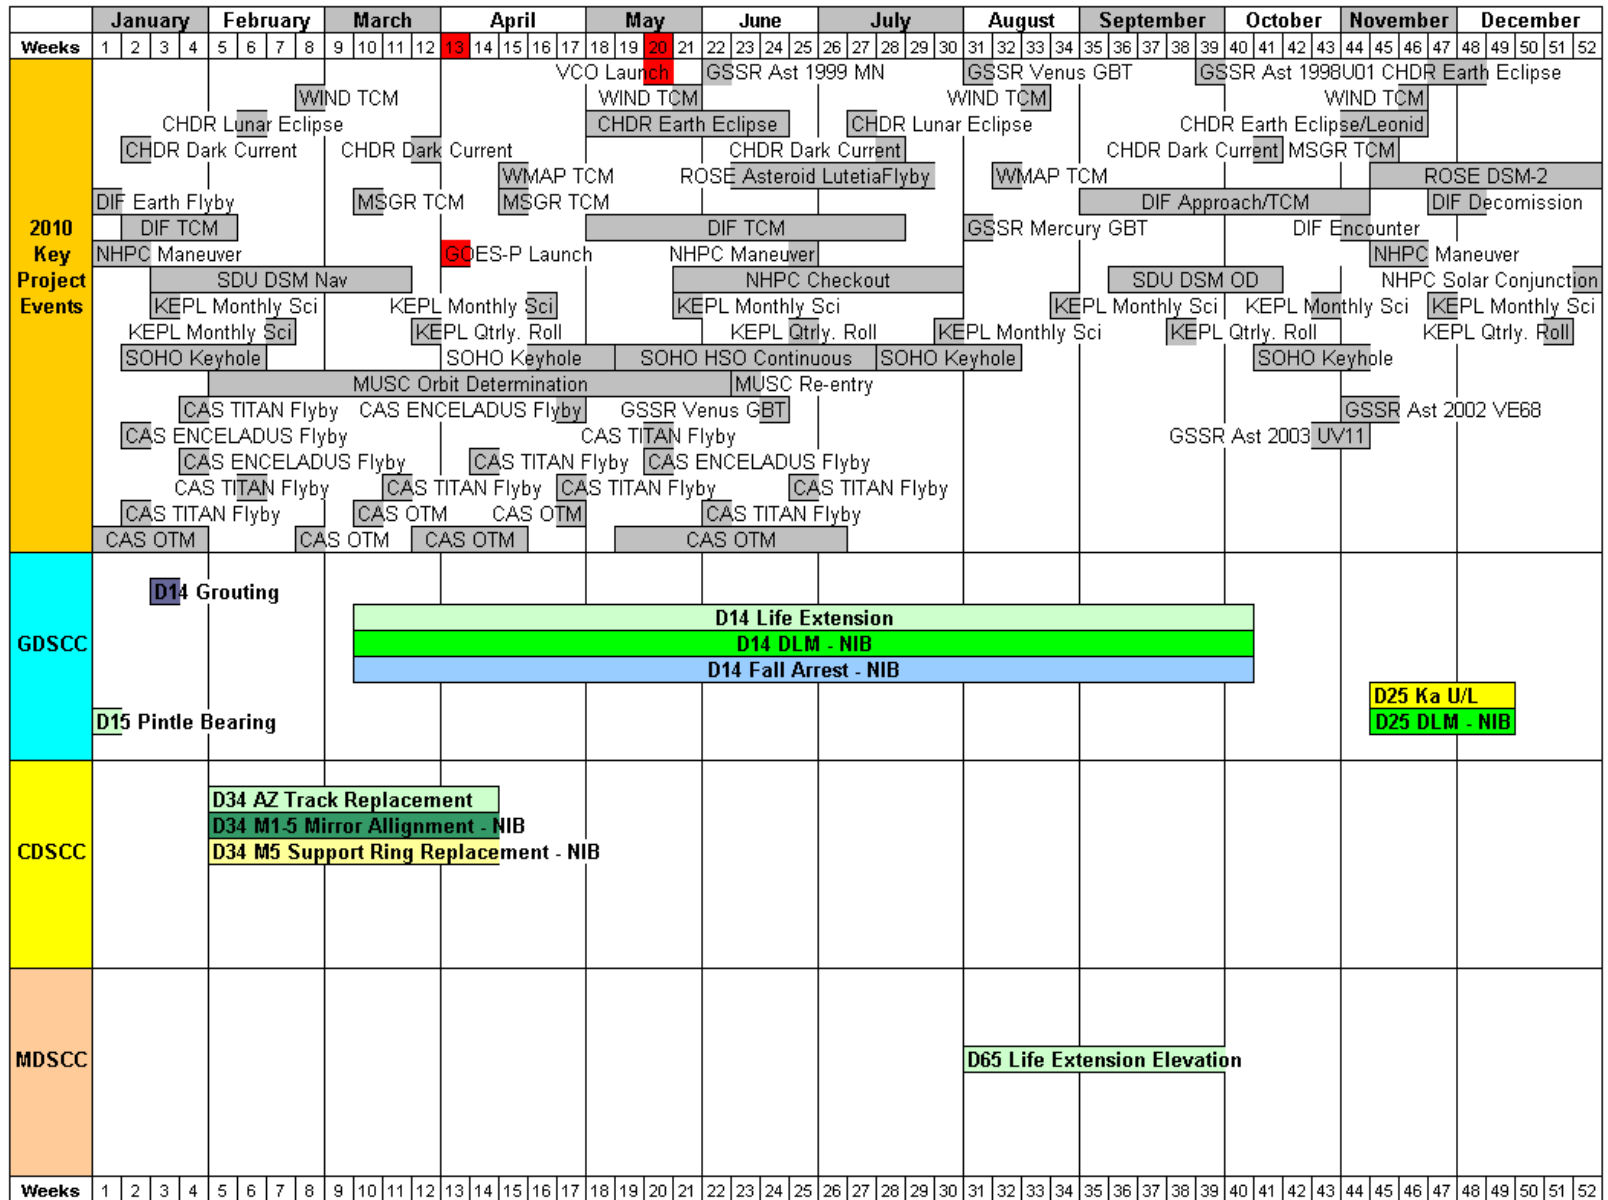 January February March April May June July August September October November December
Weeks 1 2 3 4 5 6 7 8 9 10 11 12 13 14 15 16 17 18 19 20 21 22 23 24 25 26 27 28 29 30 31 32 33 34 35 36 37 38 39 40 41 42 43 44 45 46 47 48 49 50 51 52
VCO Launch GSSR Ast 1999 MN GSSR Venus GBT GSSR Ast 1998U01 CHDR Earth Eclipse
WIND TCM WIND TCM WIND TCM WIND TCM
CHDR Lunar Eclipse CHDR Earth Eclipse CHDR Lunar Eclipse CHDR Earth Eclipse/Leonid
CHDR Dark Current CHDR Dark Current CHDR Dark Current CHDR Dark Current MSGR TCM
WMAP TCM ROSE Asteroid LutetiaFlyby WMAP TCM ROSE DSM-2
DIF Earth Flyby MSGR TCM MSGR TCM DIF Approach/TCM DIF Decomission
2010 DIF TCM DIF TCM GSSR Mercury GBT DIF Encounter
Key NHPC Maneuver GOES-P Launch NHPC Maneuver NHPC Maneuver
Project SDU DSM Nav NHPC Checkout SDU DSM OD NHPC Solar Conjunction
Events KEPL Monthly Sci KEPL Monthly Sci KEPL Monthly Sci KEPL Monthly Sci KEPL Monthly Sci KEPL Monthly Sci
KEPL Monthly Sci KEPL Qtrly. Roll KEPL Qtrly. Roll KEPL Monthly Sci KEPL Qtrly. Roll KEPL Qtrly. Roll
SOHO Keyhole SOHO Keyhole SOHO HSO Continuous SOHO Keyhole SOHO Keyhole
MUSC Orbit Determination MUSC Re-entry
CAS TITAN Flyby CAS ENCELADUS Flyby GSSR Venus GBT GSSR Ast 2002 VE68
CAS ENCELADUS Flyby CAS TITAN Flyby GSSR Ast 2003 UV11
CAS ENCELADUS Flyby CAS TITAN Flyby CAS ENCELADUS Flyby
CAS TITAN Flyby CAS TITAN Flyby CAS TITAN Flyby CAS TITAN Flyby
CAS TITAN Flyby CAS OTM CAS OTM CAS TITAN Flyby
CAS OTM CAS OTM CAS OTM CAS OTM
D14 Grouting
D14 Life Extension
GDSCC D14 DLM - NIB
D14 Fall Arrest - NIB
D25 Ka U/L
D15 Pintle Bearing D25 DLM - NIB
D34 AZ Track Replacement
D34 M1-5 Mirror Allignment - NIB
CDSCC D34 M5 Support Ring Replacement - NIB
MDSCC D65 Life Extension Elevation
Weeks 1 2 3 4 5 6 7 8 9 10 11 12 13 14 15 16 17 18 19 20 21 22 23 24 25 26 27 28 29 30 31 32 33 34 35 36 37 38 39 40 41 42 43 44 45 46 47 48 49 50 51 52